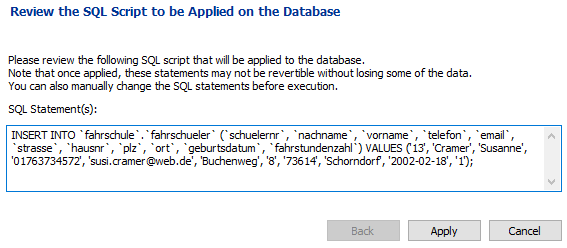 Review the SQL Script to be Applied on the Database
Please review the following SQL script that will be applied to the database.
Note that once applied, these statements may not be revertible without losing some of the data.
You can also manually change the SQL statements before execution.
SQL Statement(s):
INSERT INTO `fahrschule`.`fahrschueler` (`schuelernr`, `nachname`, `vorname`, `telefon`, `email`,
`strasse`, `hausnr`, `plz`, `ort`, `geburtsdatum`, `fahrstundenzahl`) VALUES ('13', 'Cramer', 'Susanne',
'01763734572', 'susi.cramer@web.de', 'Buchenweg', '8', '73614', 'Schorndorf', '2002-02-18', '1');
Back Apply Cancel